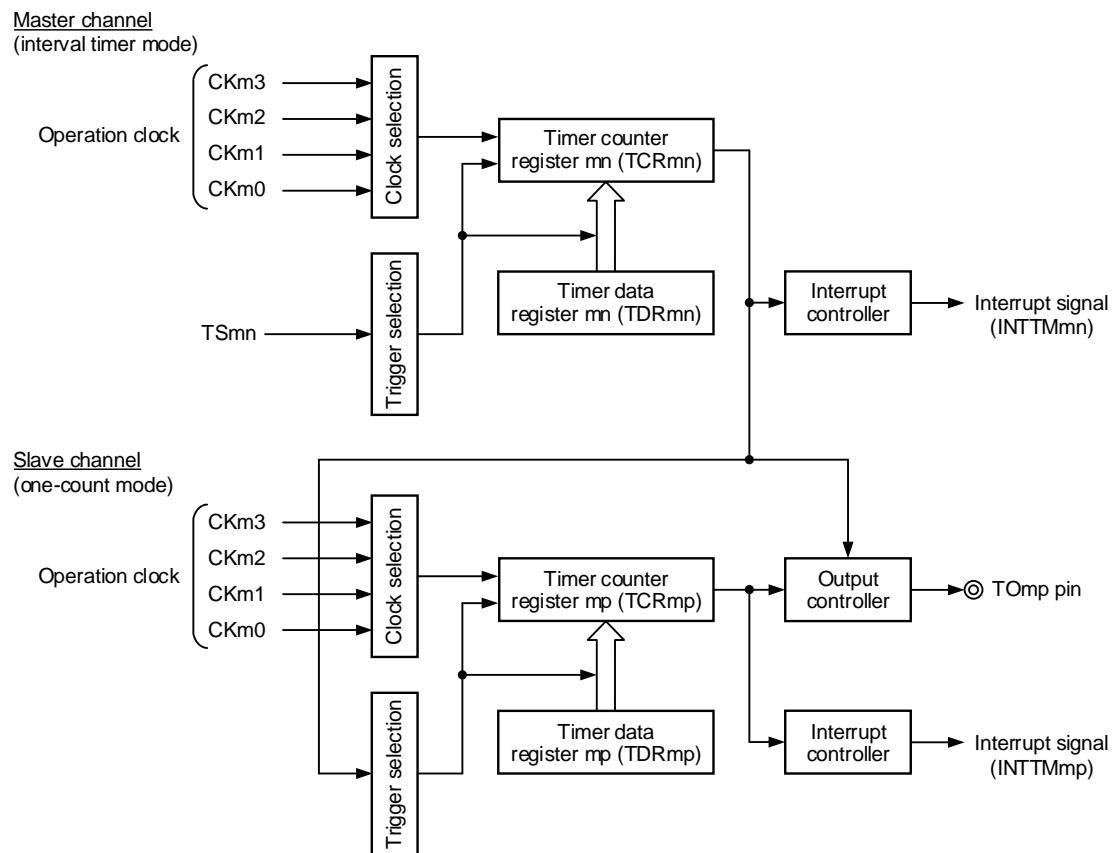 Master channel
(interval timer mode)
Operation clock
CKm3
CKm2
CKm1
CKm0
Clock selection
Timer counter
register mn (TCRmn)
TSmn
Trigger selection
Timer data
register mn (TDRmn)
Interrupt
controller
Interrupt signal
(INTTMmn)
Slave channel
(one-count mode)
Operation clock
CKm3
CKm2
CKm1
CKm0
Clock selection
Timer counter
register mp (TCRmp)
Output
controller
TOmp pin
Trigger selection
Timer data
register mp (TDRmp)
Interrupt
controller
Interrupt signal
(INTTMmp)